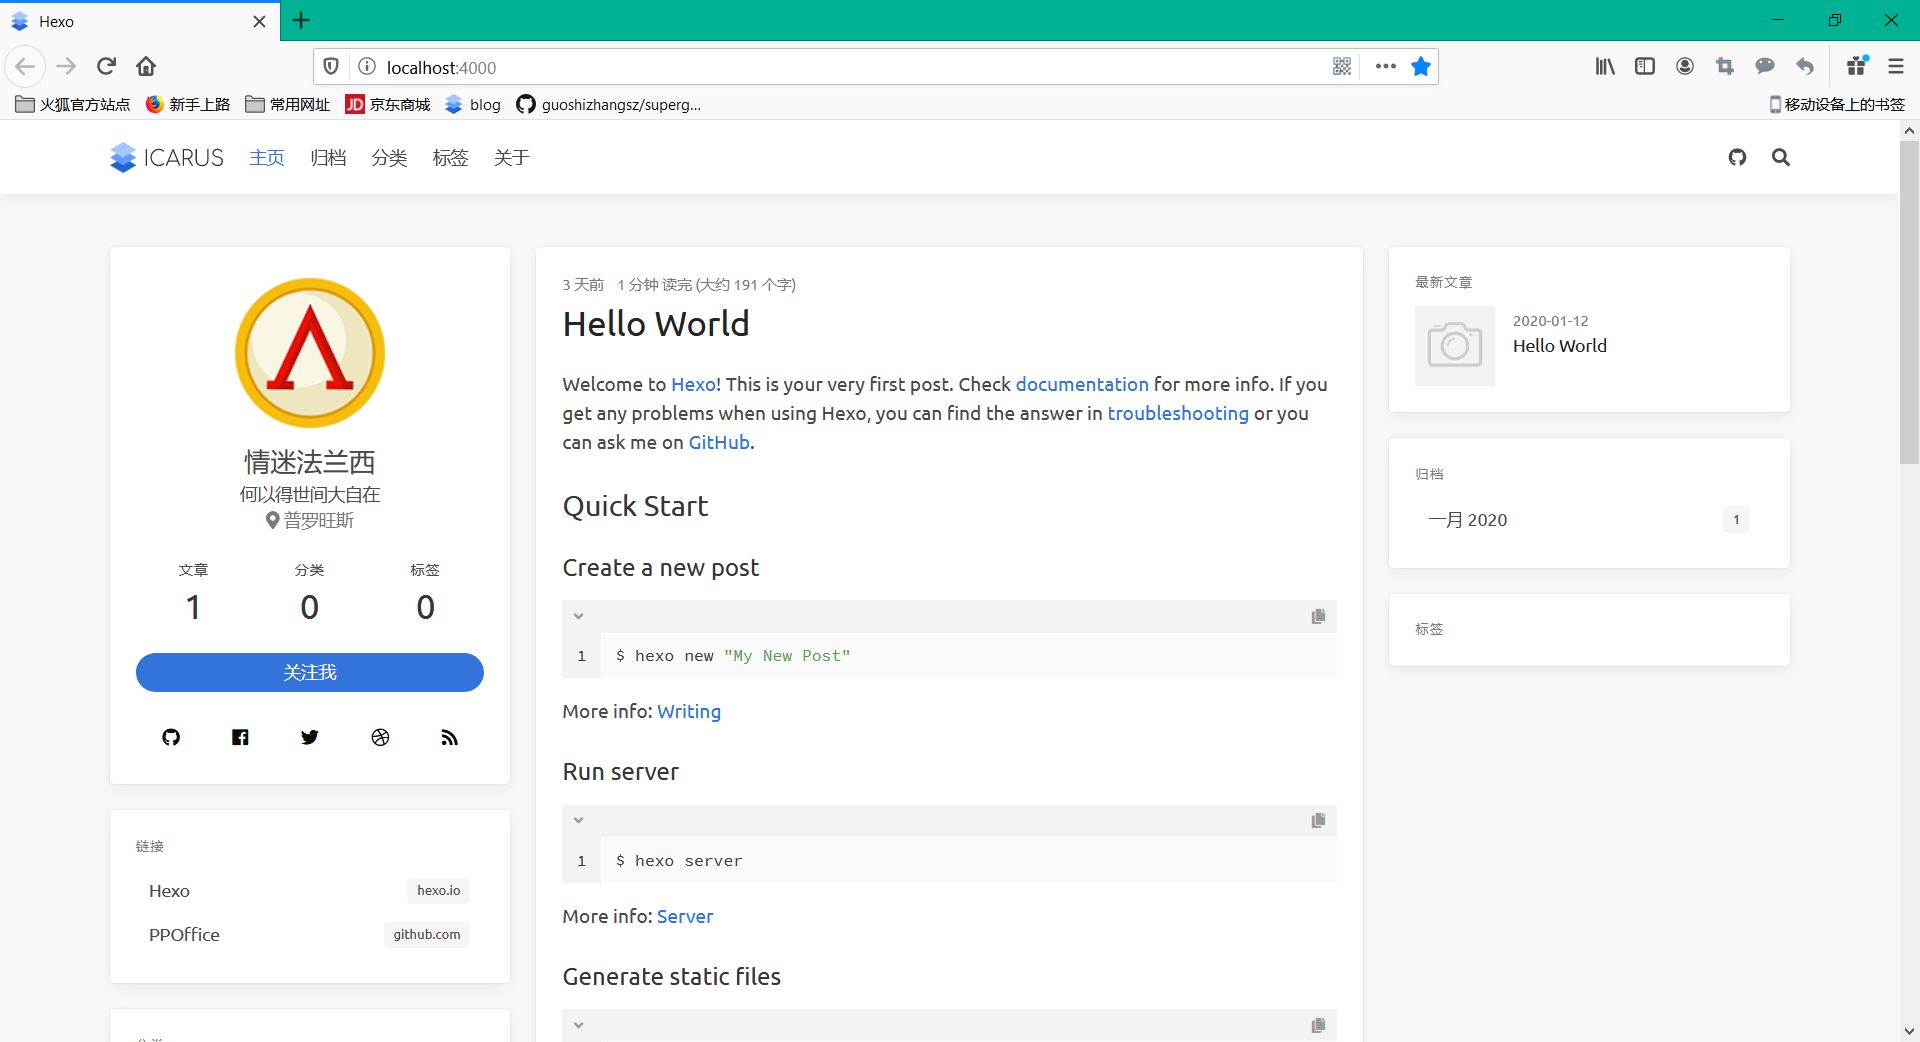 Hexo
localhost:4000
火狐官方站点 新手上路 常用网址 JD 京东商城 blog guoshizhangsz/superg... 移动设备上的书签
ICARUS 主页 归档 分类 标签 关于
情迷法兰西
何以得世间大自在
普罗旺斯
文章 分类 标签
1 0 0
关注我
链接
Hexo hexo.io
PPOffice github.com
3 天前 1 分钟 读完 (大约 191 个字)
Hello World
Welcome to Hexo! This is your very first post. Check documentation for more info. If you
get any problems when using Hexo, you can find the answer in troubleshooting or you
can ask me on GitHub.
Quick Start
Create a new post
1 $ hexo new "My New Post"
More info: Writing
Run server
1 $ hexo server
More info: Server
Generate static files
最新文章
2020-01-12
Hello World
归档
一月 2020 1
标签